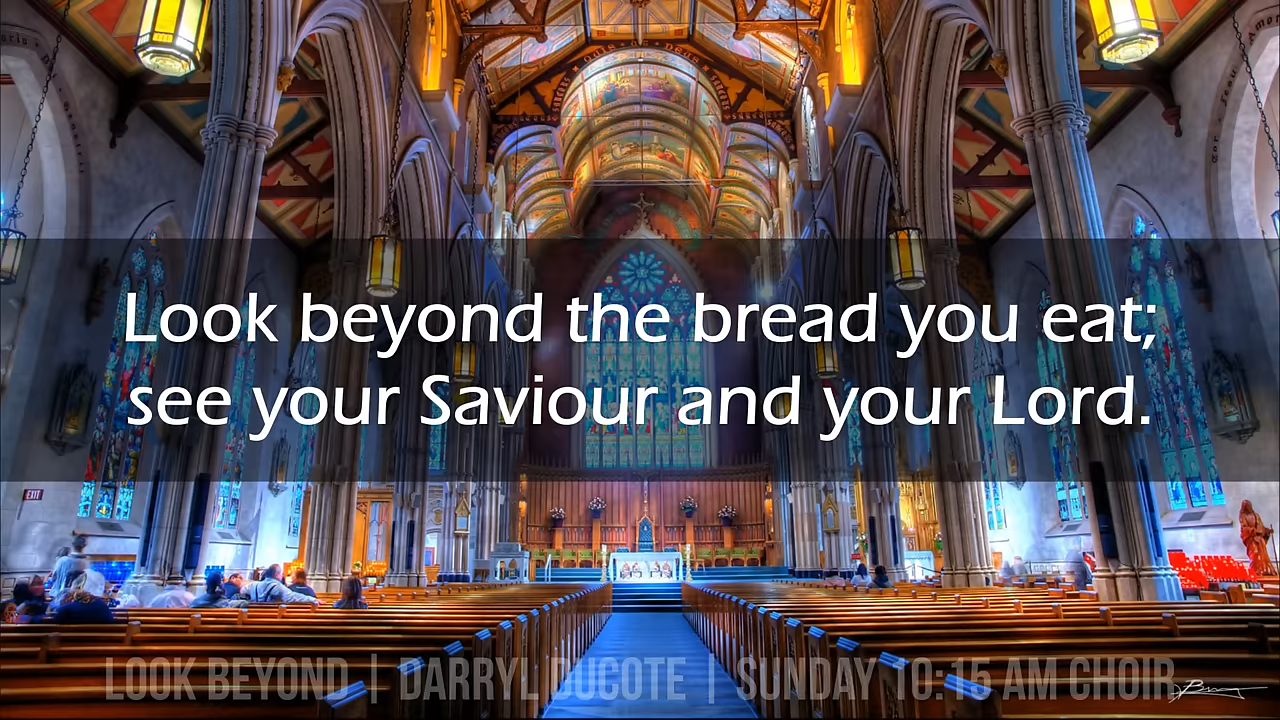 Look beyond the bread you eat;
see your Saviour and your Lord.
EXIT
LOOK BEYOND | DARRYL DUCOTE | SUNDAY 10:15 AM CHOIR